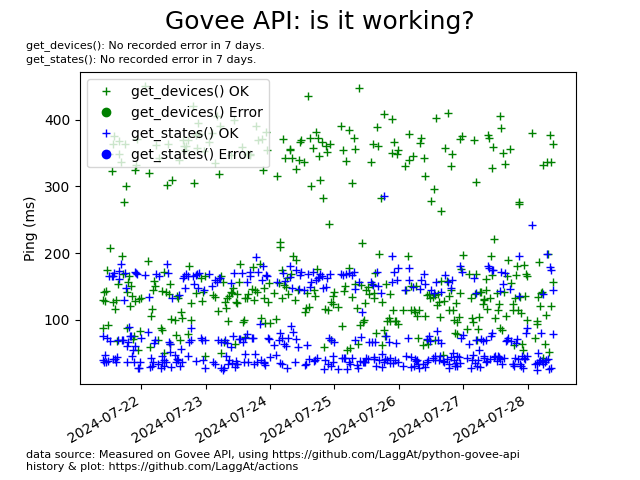 Govee API: is it working?
get_devices(): No recorded error in 7 days.
get_states(): No recorded error in 7 days.
get_devices() OK
get_devices() Error
get_states() OK
get_states() Error
Ping (ms)
400
300
200
100
2024-07-22
2024-07-23
2024-07-24
2024-07-25
2024-07-26
2024-07-27
2024-07-28
data source: Measured on Govee API, using https://github.com/LaggAt/python-govee-api
history & plot: https://github.com/LaggAt/actions